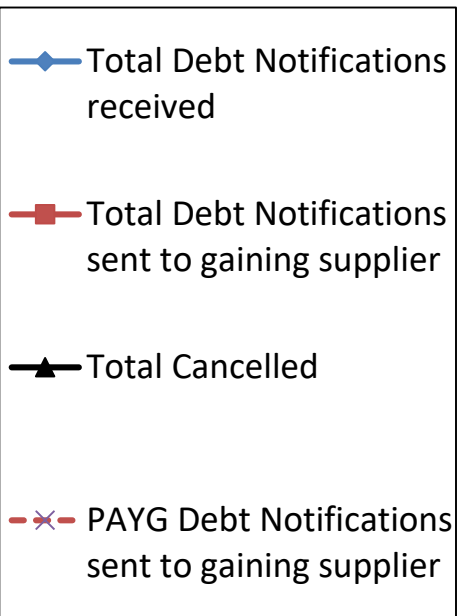 Total Debt Notifications
received
Total Debt Notifications
sent to gaining supplier
Total Cancelled
PAYG Debt Notifications
sent to gaining supplier